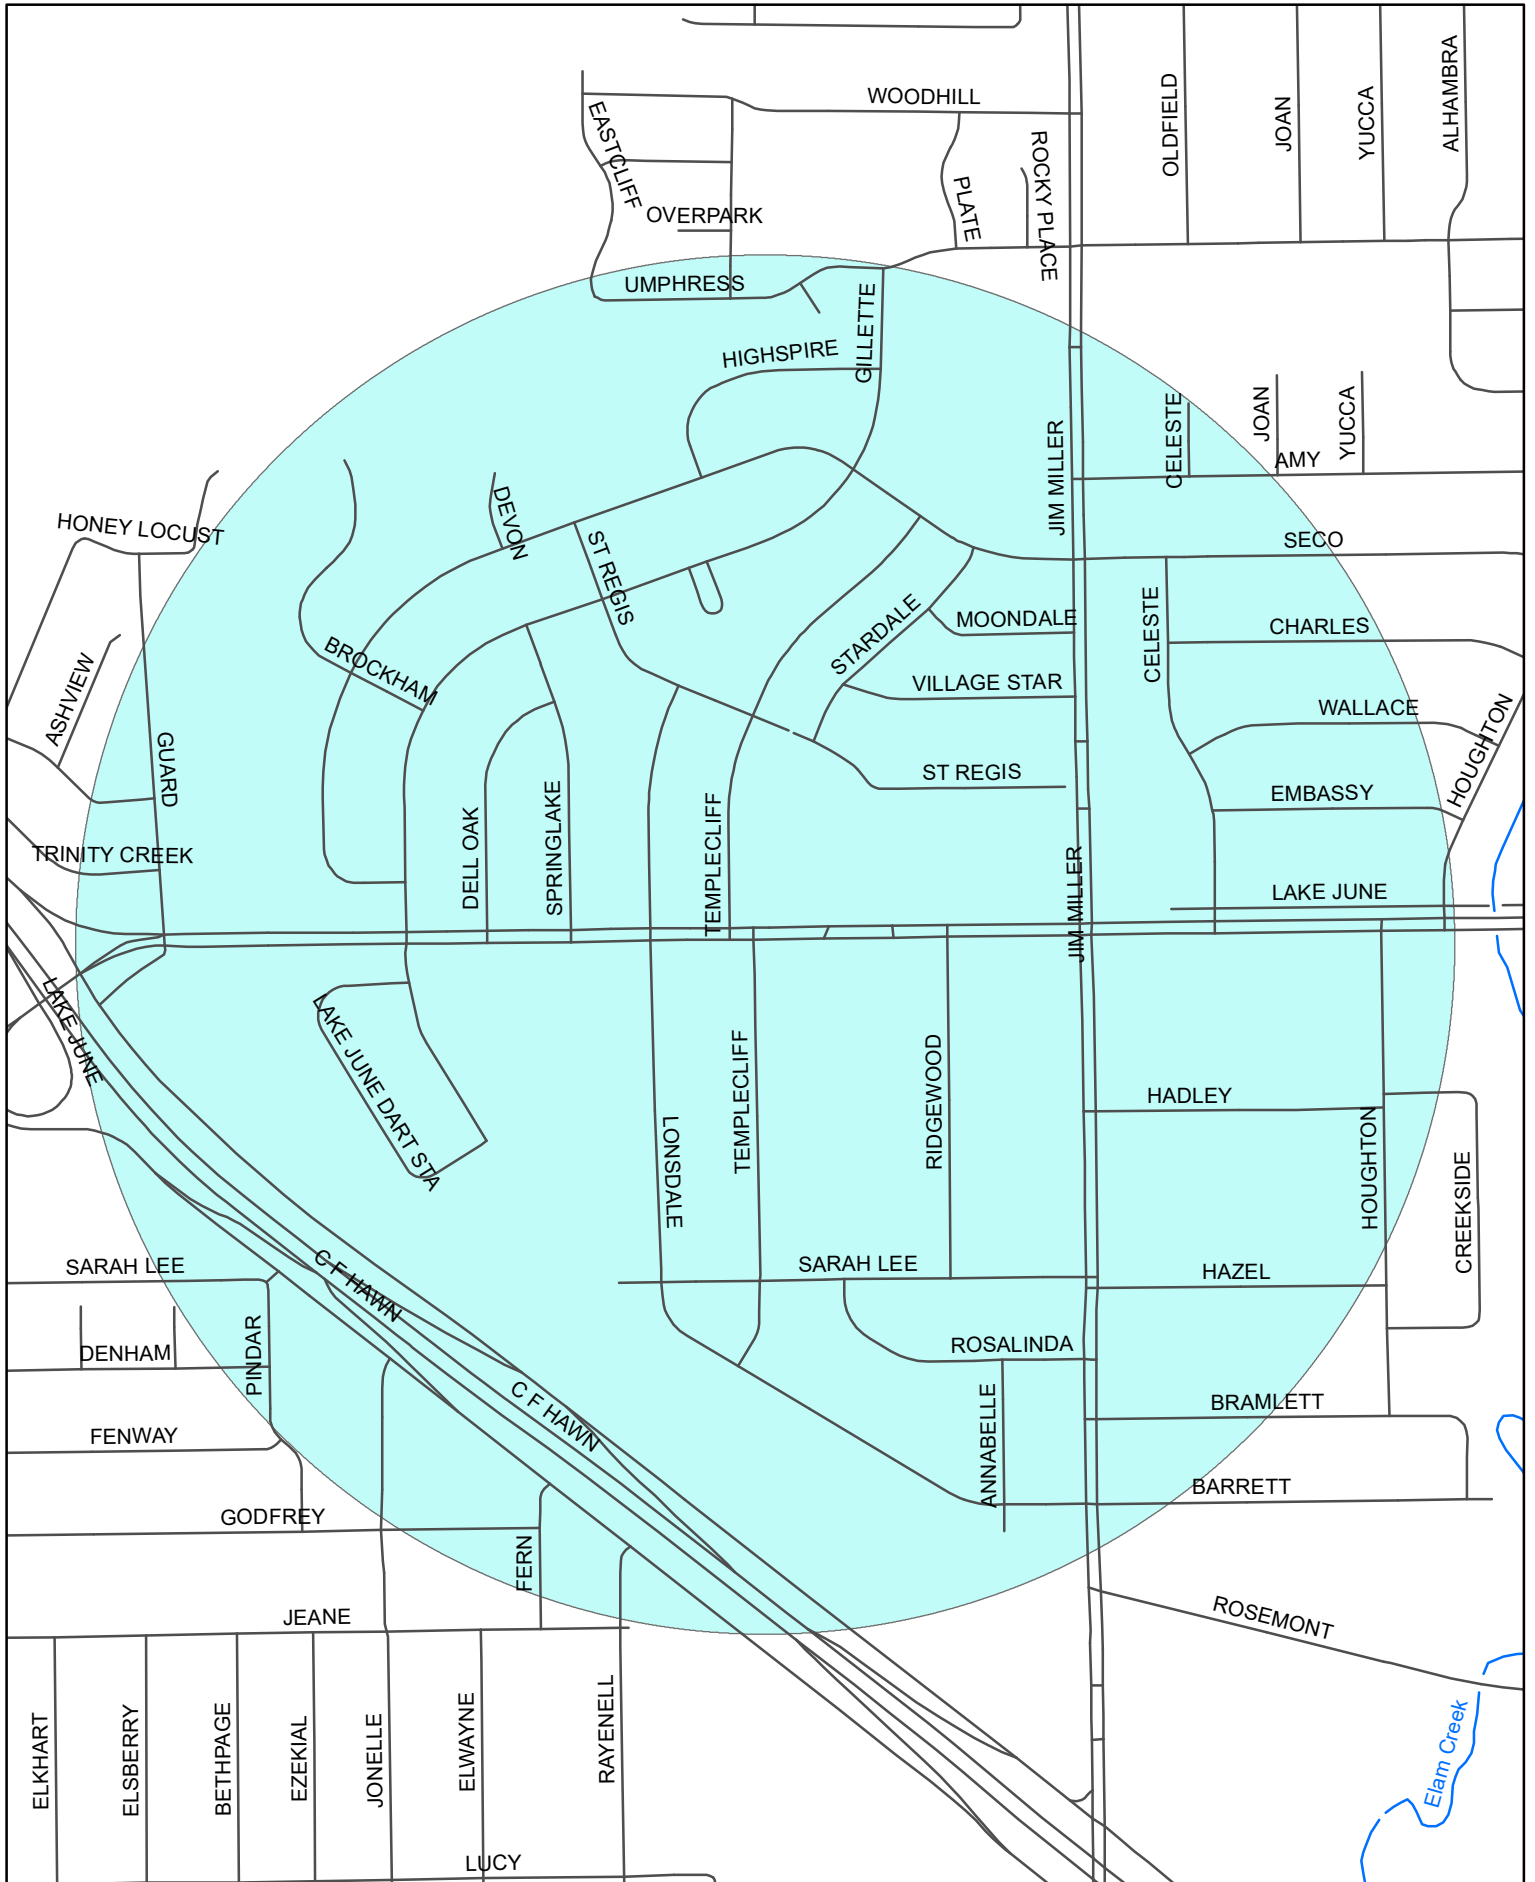 WOODHILL
EASTCLIFF
OLDFIELD
JOAN
YUCCA
ALHAMBRA
ROCKY PLACE
PLATE
OVERPARK
UMPHRESS
GILLETTE
HIGHSPIRE
CELESTE
JOAN
YUCCA
AMY
JIM MILLER
DEVON
HONEY LOCUST
SECO
ST REGIS
STARDALE
MOONDALE
CELESTE
CHARLES
BROCKHAM
ASHVIEW
VILLAGE STAR
WALLACE
HOUGHTON
GUARD
ST REGIS
EMBASSY
DELL OAK
SPRINGLAKE
TEMPLECLIFF
TRINITY CREEK
JIM MILLER
LAKE JUNE
LAKE JUNE
LAKE JUNE DART STA
LONSDALE
TEMPLECLIFF
RIDGEWOOD
HADLEY
HOUGHTON
CREEKSIDE
SARAH LEE
C F HAWN
SARAH LEE
HAZEL
DENHAM
PINDAR
ROSALINDA
C F HAWN
ANNABELLE
BRAMLETT
FENWAY
BARRETT
GODFREY
FERN
JEANE
ROSEMONT
ELKHART
ELSBERRY
BETHPAGE
EZEKIAL
JONELLE
ELWAYNE
RAYENELL
Elam Creek
LUCY